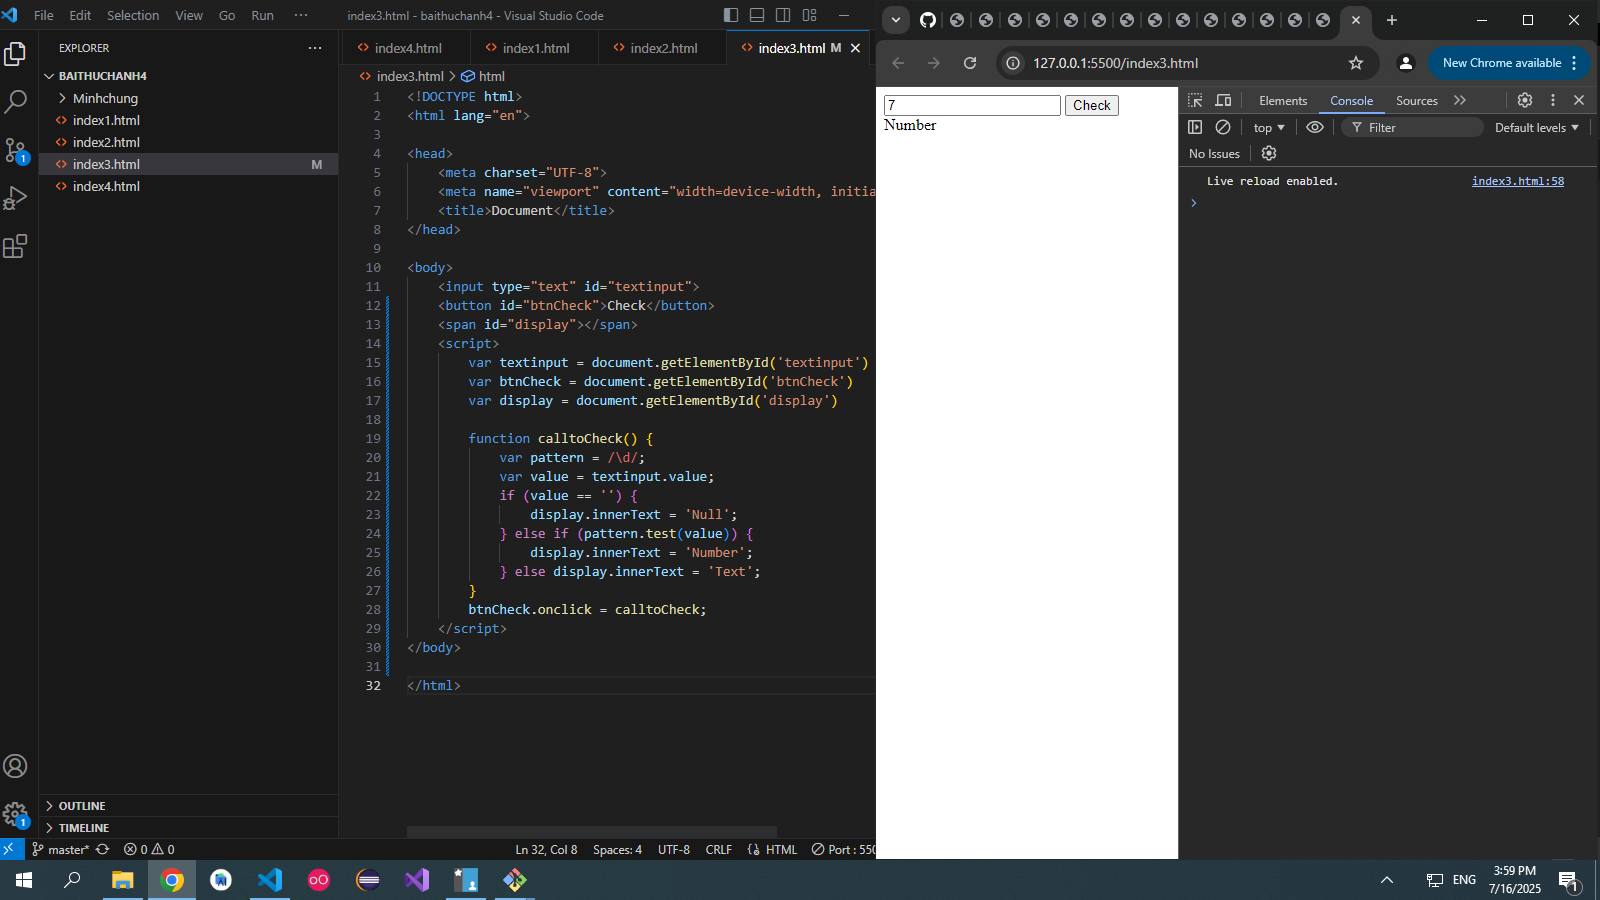 File Edit Selection View Go Run ··· index3.html - baithuchanh4 - Visual Studio Code
EXPLORER ···
BAITHUCHANH4
Minhchung
index1.html
index2.html
index3.html M
index4.html
OUTLINE
TIMELINE
index4.html index1.html index2.html index3.html M
index3.html > html
1 <!DOCTYPE html>
2 <html lang="en">
3
4 <head>
5 <meta charset="UTF-8">
6 <meta name="viewport" content="width=device-width, initia
7 <title>Document</title>
8 </head>
9
10 <body>
11 <input type="text" id="textinput">
12 <button id="btnCheck">Check</button>
13 <span id="display"></span>
14 <script>
15 var textinput = document.getElementById('textinput')
16 var btnCheck = document.getElementById('btnCheck')
17 var display = document.getElementById('display')
18
19 function calltoCheck() {
20 var pattern = /\d/;
21 var value = textinput.value;
22 if (value == '') {
23 display.innerText = 'Null';
24 } else if (pattern.test(value)) {
25 display.innerText = 'Number';
26 } else display.innerText = 'Text';
27 }
28 btnCheck.onclick = calltoCheck;
29 </script>
30 </body>
31
32 </html>
master* 0 0 Ln 32, Col 8 Spaces: 4 UTF-8 CRLF HTML Port : 550
127.0.0.1:5500/index3.html New Chrome available
7 Check
Number
Elements Console Sources
top Filter Default levels
No Issues
Live reload enabled. index3.html:58
1
1
ENG 3:59 PM
7/16/2025
1